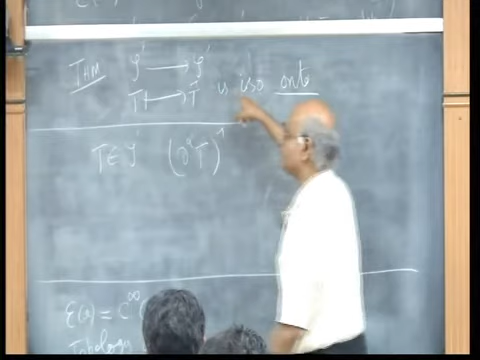 THM 𝒮' ⟶ 𝒮'
T ⟼ T̂ is iso onto
T ∈ 𝒮' (D^α T)^
ℰ(Ω) = C^∞(
Topology